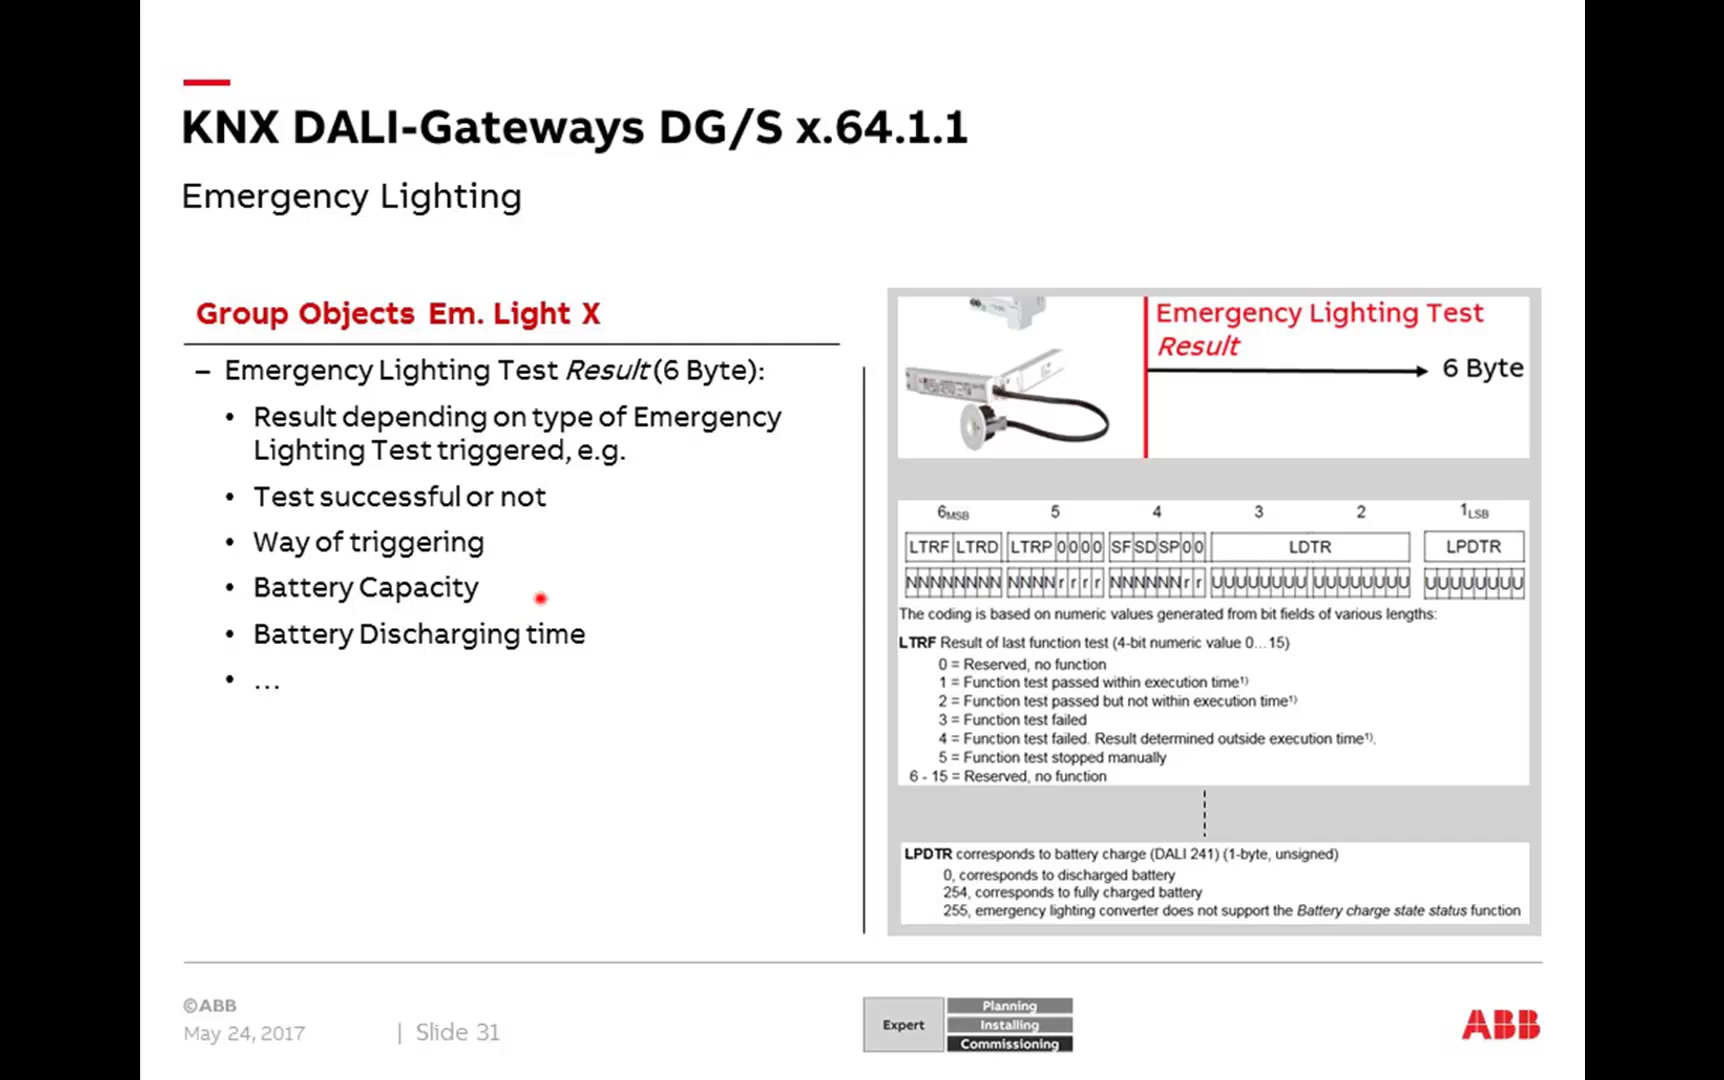 KNX DALI-Gateways DG/S x.64.1.1
Emergency Lighting
Group Objects Em. Light X
– Emergency Lighting Test Result (6 Byte):
• Result depending on type of Emergency
Lighting Test triggered, e.g.
• Test successful or not
• Way of triggering
• Battery Capacity
• Battery Discharging time
• ...
Emergency Lighting Test
Result
6 Byte
6MSB 5 4 3 2 1LSB
LTRF LTRD LTRP 0 0 0 0 SF SD SP 0 0 LDTR LPDTR
NNNNNNNN NNNN r r r r NNNNNN r r UUUUUUUU UUUUUUUU UUUUUUUU
The coding is based on numeric values generated from bit fields of various lengths:
LTRF Result of last function test (4-bit numeric value 0...15)
0 = Reserved, no function
1 = Function test passed within execution time¹⁾
2 = Function test passed but not within execution time¹⁾
3 = Function test failed
4 = Function test failed. Result determined outside execution time¹⁾.
5 = Function test stopped manually
6 - 15 = Reserved, no function
LPDTR corresponds to battery charge (DALI 241) (1-byte, unsigned)
0, corresponds to discharged battery
254, corresponds to fully charged battery
255, emergency lighting converter does not support the Battery charge state status function
©ABB
May 24, 2017 | Slide 31
Expert
Planning
Installing
Commissioning
ABB